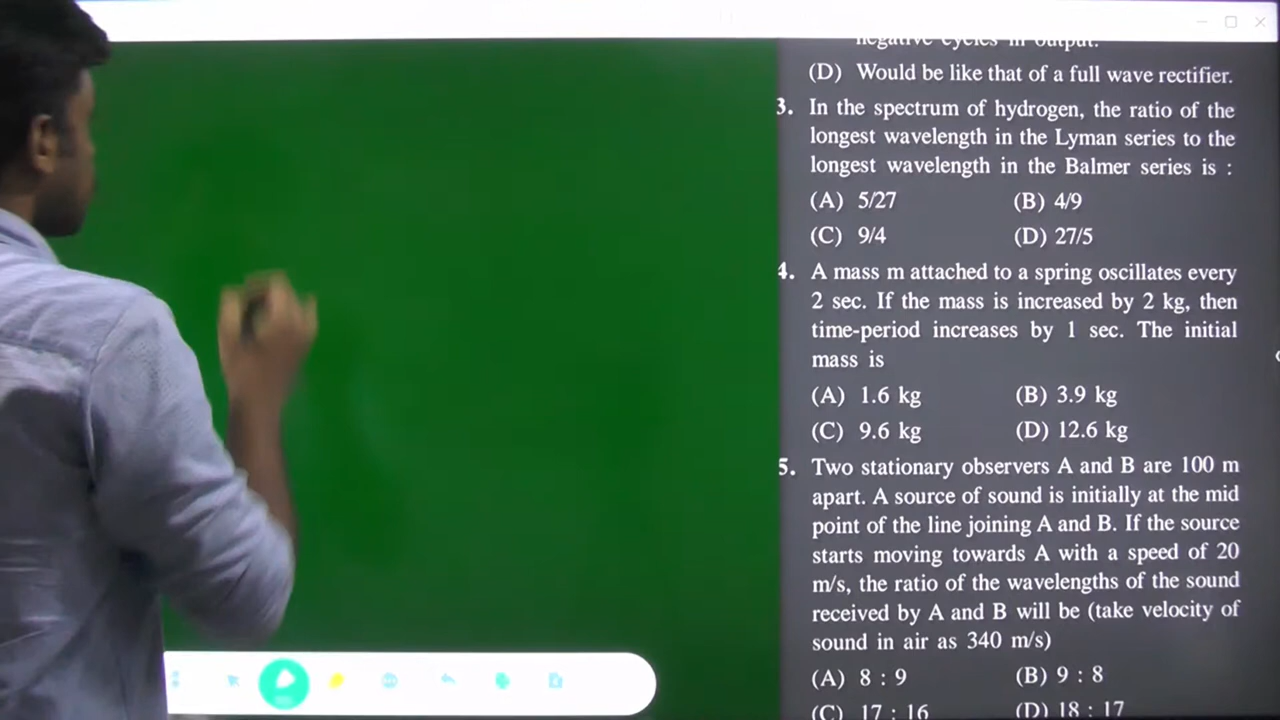 negative cycles in output.
(D) Would be like that of a full wave rectifier.
3. In the spectrum of hydrogen, the ratio of the
longest wavelength in the Lyman series to the
longest wavelength in the Balmer series is :
(A) 5/27 (B) 4/9
(C) 9/4 (D) 27/5
4. A mass m attached to a spring oscillates every
2 sec. If the mass is increased by 2 kg, then
time-period increases by 1 sec. The initial
mass is
(A) 1.6 kg (B) 3.9 kg
(C) 9.6 kg (D) 12.6 kg
5. Two stationary observers A and B are 100 m
apart. A source of sound is initially at the mid
point of the line joining A and B. If the source
starts moving towards A with a speed of 20
m/s, the ratio of the wavelengths of the sound
received by A and B will be (take velocity of
sound in air as 340 m/s)
(A) 8 : 9 (B) 9 : 8
(C) 17 : 16 (D) 18 : 17